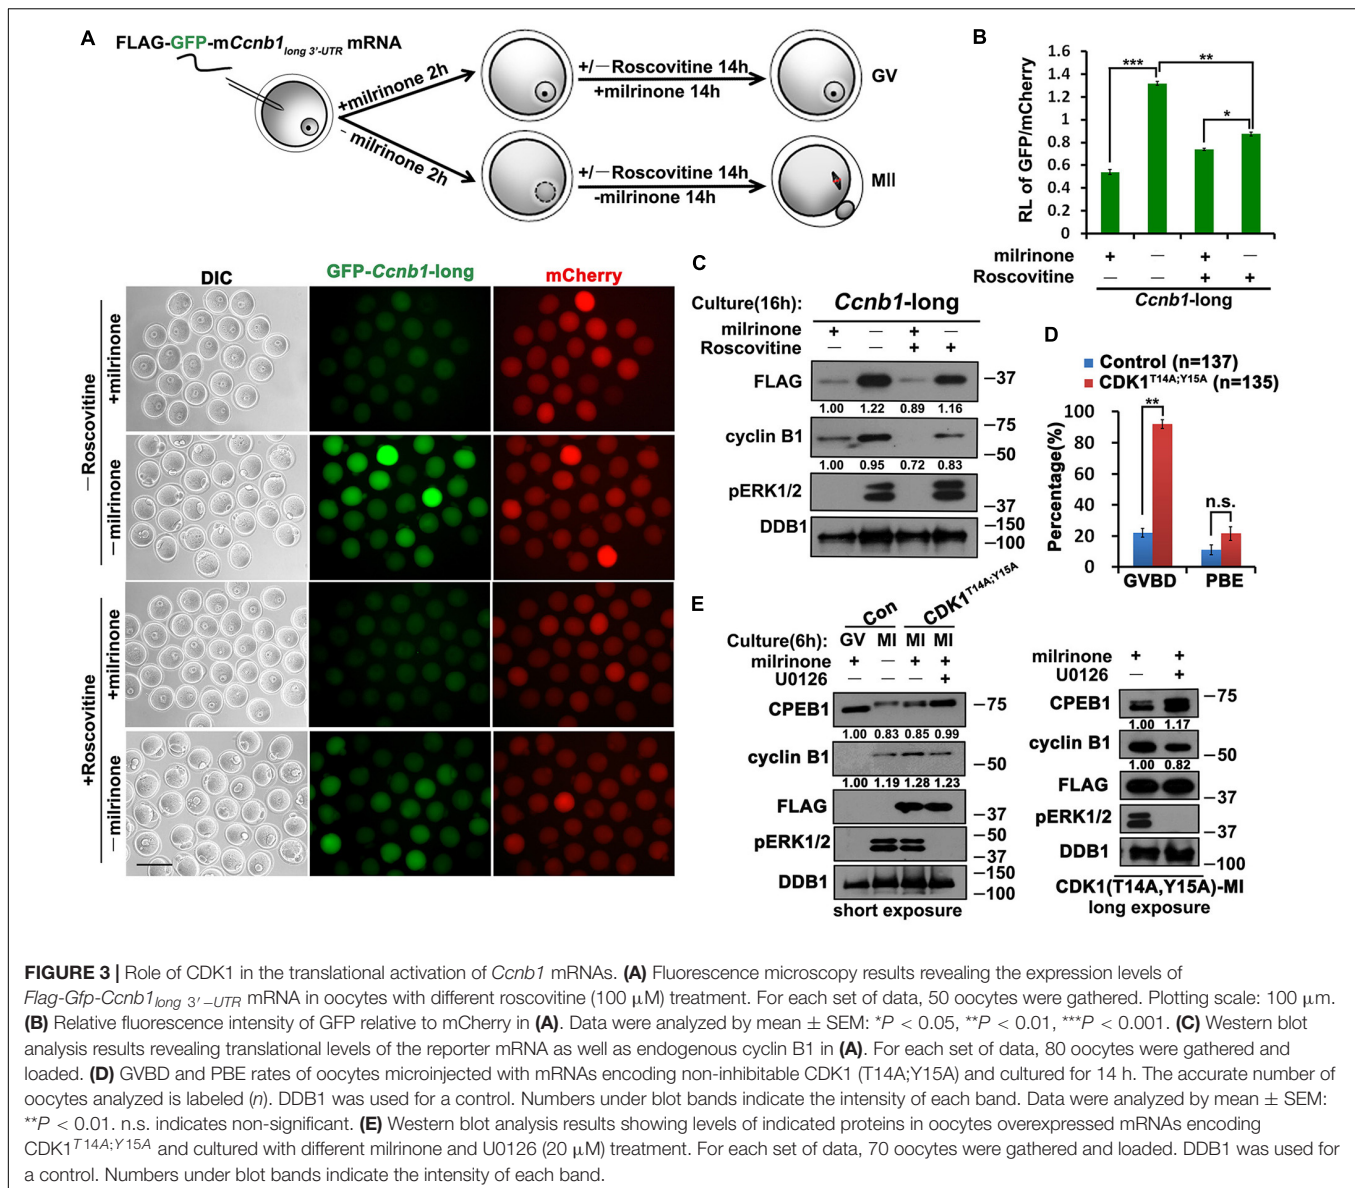 A
FLAG-GFP-mCcnb1long 3'-UTR mRNA
+milrinone 2h
+/−Roscovitine 14h
+milrinone 14h
GV
− milrinone 2h
+/−Roscovitine 14h
-milrinone 14h
MII
DIC
GFP-Ccnb1-long
mCherry
−Roscovitine
+milrinone
−milrinone
+Roscovitine
+milrinone
−milrinone
B
RL of GFP/mCherry
1.6
1.4
1.2
1
0.8
0.6
0.4
0.2
0
***
**
*
milrinone + − + −
Roscovitine + +
Ccnb1-long
C
Culture(16h): Ccnb1-long
milrinone + − + −
Roscovitine − − + +
FLAG −37
1.00 1.22 0.89 1.16
cyclin B1 −75
−50
1.00 0.95 0.72 0.83
pERK1/2 −37
DDB1 −150
−100
D
Control (n=137)
CDK1T14A;Y15A (n=135)
Percentage(%)
100
80
60
40
20
0
**
n.s.
GVBD PBE
E
Con CDK1T14A;Y15A
Culture(6h): GV MI MI MI
milrinone + − + +
U0126 +
CPEB1 −75
1.00 0.83 0.85 0.99
cyclin B1 −50
1.00 1.19 1.28 1.23
FLAG −37
pERK1/2 −50
−37
DDB1 −150
−100
short exposure
milrinone + +
U0126 − +
CPEB1 −75
1.00 1.17
cyclin B1 −50
1.00 0.82
FLAG −37
pERK1/2 −37
DDB1 −100
CDK1(T14A,Y15A)-MI
long exposure
FIGURE 3 | Role of CDK1 in the translational activation of Ccnb1 mRNAs. (A) Fluorescence microscopy results revealing the expression levels of
Flag-Gfp-Ccnb1long 3′−UTR mRNA in oocytes with different roscovitine (100 μM) treatment. For each set of data, 50 oocytes were gathered. Plotting scale: 100 μm.
(B) Relative fluorescence intensity of GFP relative to mCherry in (A). Data were analyzed by mean ± SEM: *P < 0.05, **P < 0.01, ***P < 0.001. (C) Western blot
analysis results revealing translational levels of the reporter mRNA as well as endogenous cyclin B1 in (A). For each set of data, 80 oocytes were gathered and
loaded. (D) GVBD and PBE rates of oocytes microinjected with mRNAs encoding non-inhibitable CDK1 (T14A;Y15A) and cultured for 14 h. The accurate number of
oocytes analyzed is labeled (n). DDB1 was used for a control. Numbers under blot bands indicate the intensity of each band. Data were analyzed by mean ± SEM:
**P < 0.01. n.s. indicates non-significant. (E) Western blot analysis results showing levels of indicated proteins in oocytes overexpressed mRNAs encoding
CDK1T14A;Y15A and cultured with different milrinone and U0126 (20 μM) treatment. For each set of data, 70 oocytes were gathered and loaded. DDB1 was used for
a control. Numbers under blot bands indicate the intensity of each band.